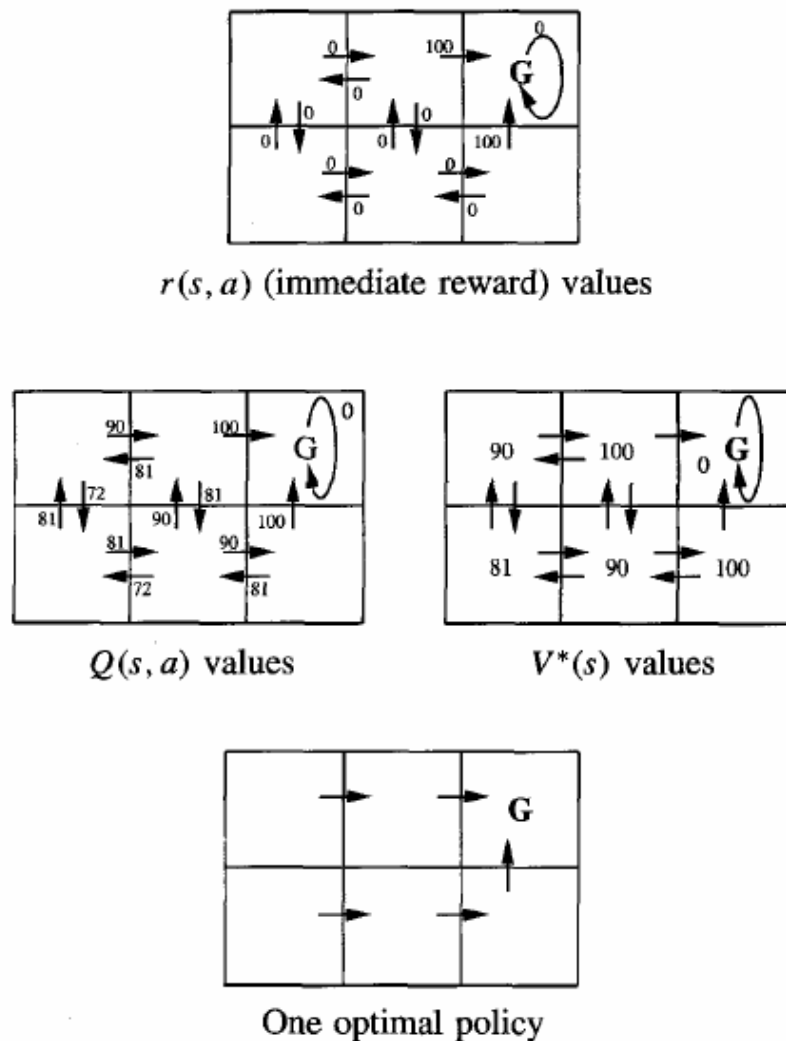 0 100 0
G
0
0 0
0 100
0 0
0 0
r(s, a) (immediate reward) values
90 100 0
G
81
72 81
81 90 100
81 90
72 81
Q(s, a) values
90 100 0 G
81 90 100
V*(s) values
G
One optimal policy